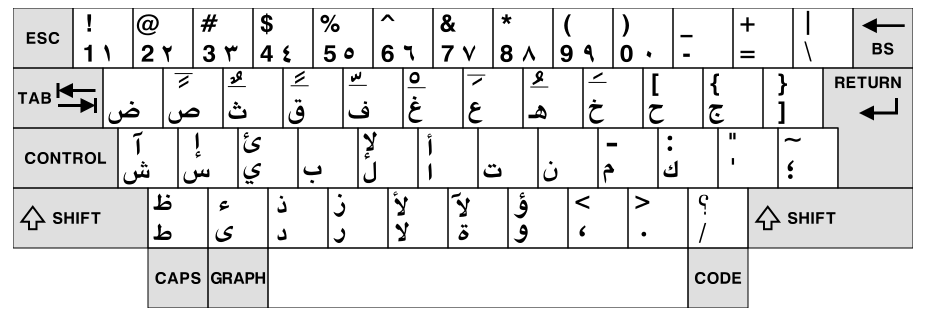 ! @ # $ % ^ & * ( ) _ + |
ESC 1 ١ 2 ٢ 3 ٣ 4 ٤ 5 ٥ 6 ٦ 7 ٧ 8 ٨ 9 ٩ 0 ٠ - = \ BS
[ { } RETURN
TAB ض ص ث ق ف غ ع هـ خ ح ج ]
آ إ ئ لإ أ ـ : " ~
CONTROL ش س ي ب ل ا ت ن م ك ' ؛
ظ ء ذ ز لأ لآ ؤ < > ؟
SHIFT ط ى د ر لا ة و ، . / SHIFT
CAPS GRAPH CODE